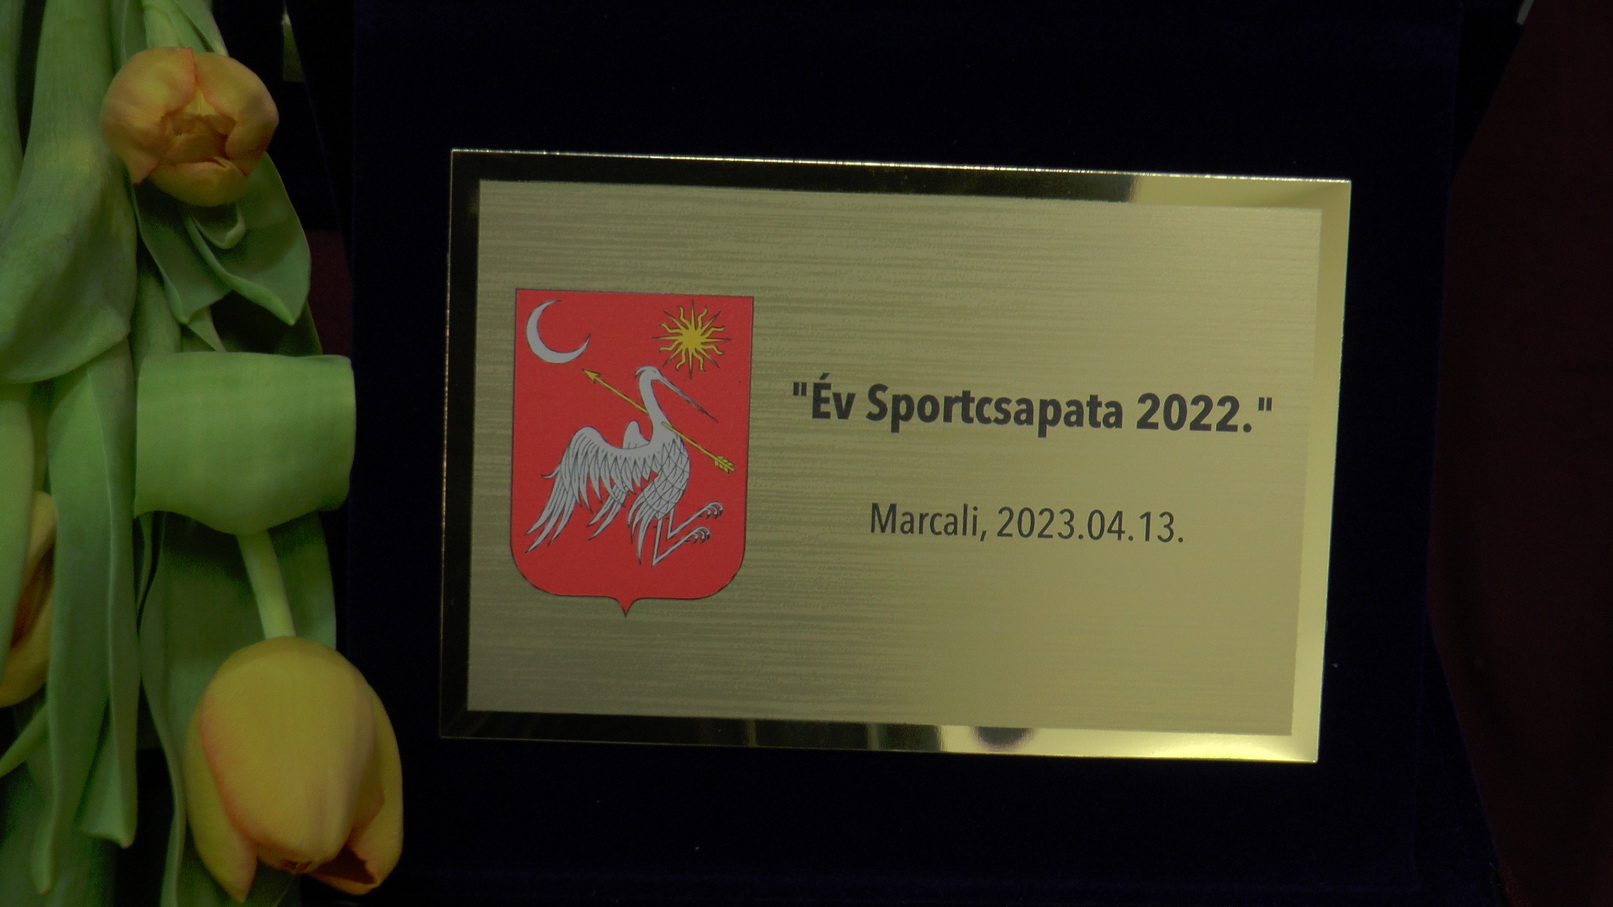 "Év Sportcsapata 2022."
Marcali, 2023.04.13.